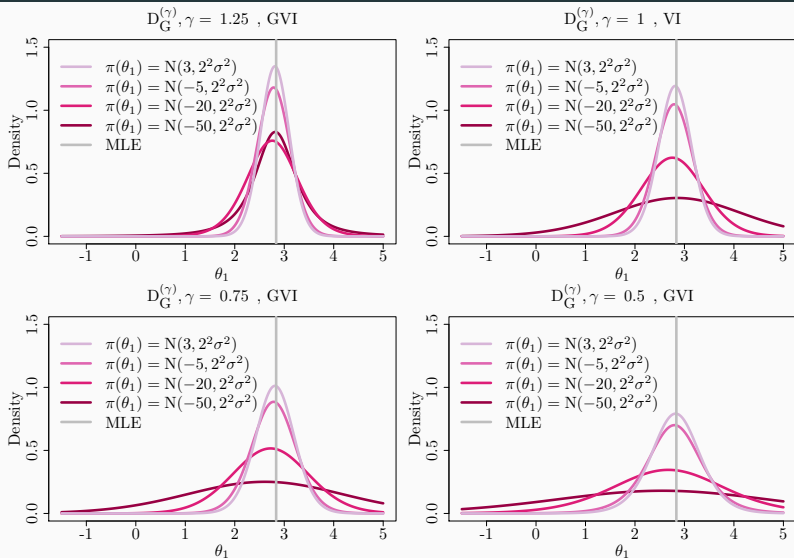 D_G^(γ), γ = 1.25 , GVI
π(θ₁) = N(3, 2²σ²)
π(θ₁) = N(−5, 2²σ²)
π(θ₁) = N(−20, 2²σ²)
π(θ₁) = N(−50, 2²σ²)
MLE
Density
0.0 0.5 1.0 1.5
-1 0 1 2 3 4 5
θ₁
D_G^(γ), γ = 1 , VI
π(θ₁) = N(3, 2²σ²)
π(θ₁) = N(−5, 2²σ²)
π(θ₁) = N(−20, 2²σ²)
π(θ₁) = N(−50, 2²σ²)
MLE
Density
0.0 0.5 1.0 1.5
-1 0 1 2 3 4 5
θ₁
D_G^(γ), γ = 0.75 , GVI
π(θ₁) = N(3, 2²σ²)
π(θ₁) = N(−5, 2²σ²)
π(θ₁) = N(−20, 2²σ²)
π(θ₁) = N(−50, 2²σ²)
MLE
Density
0.0 0.5 1.0 1.5
-1 0 1 2 3 4 5
θ₁
D_G^(γ), γ = 0.5 , GVI
π(θ₁) = N(3, 2²σ²)
π(θ₁) = N(−5, 2²σ²)
π(θ₁) = N(−20, 2²σ²)
π(θ₁) = N(−50, 2²σ²)
MLE
Density
0.0 0.5 1.0 1.5
-1 0 1 2 3 4 5
θ₁